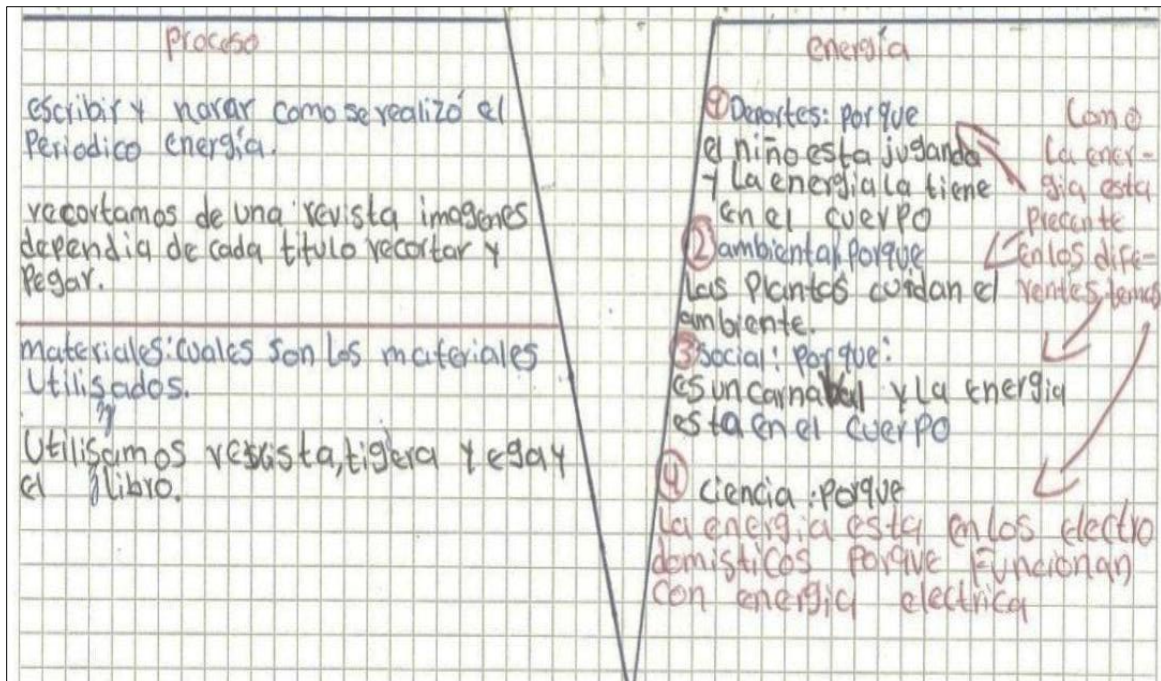 Proceso
escribir y narar como se realizó el
Periodico energía.
recortamos de una revista imagenes
dependia de cada titulo recortar y
Pegar.
materiales: cuales son los materiales
utilisados.
Utilisamos revista, tigera y egay
el libro.
energía
① Deportes: Porque
el niño esta jugando
y La energia la tiene
en el cuerpo
② ambiental: Porque
Las Plantas cuidan el
ambiente.
③ Social: Porque:
es un carnabal y La energia
esta en el cuerpo
④ ciencia: Porque
La energia esta en los electro
domisticos Porque Funcionan
con energia electrica
Como
La ener-
gia esta
Precente
en los dife-
rentes temas